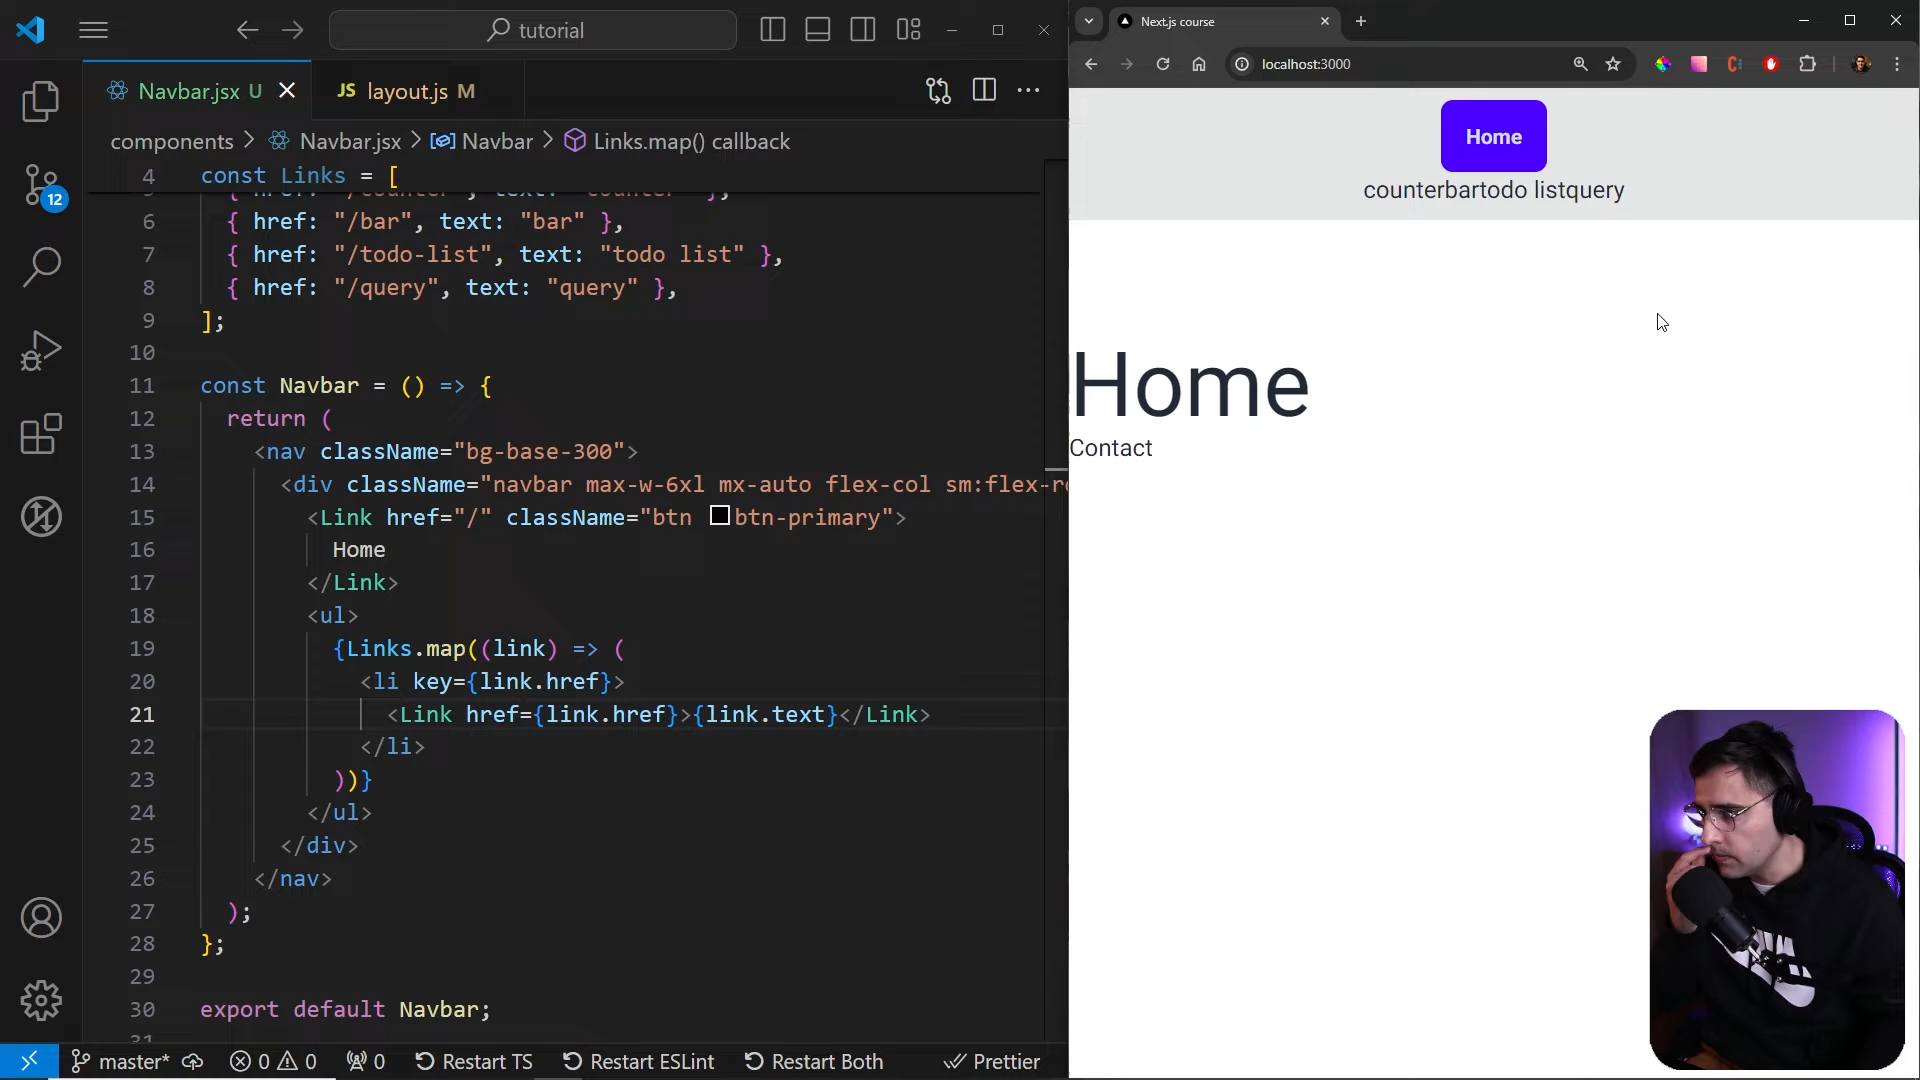 tutorial
Navbar.jsx U
JS layout.js M
components > Navbar.jsx > Navbar > Links.map() callback
4 const Links = [
6 { href: "/bar", text: "bar" },
7 { href: "/todo-list", text: "todo list" },
8 { href: "/query", text: "query" },
9 ];
10
11 const Navbar = () => {
12 return (
13 <nav className="bg-base-300">
14 <div className="navbar max-w-6xl mx-auto flex-col sm:flex-ro
15 <Link href="/" className="btn btn-primary">
16 Home
17 </Link>
18 <ul>
19 {Links.map((link) => (
20 <li key={link.href}>
21 <Link href={link.href}>{link.text}</Link>
22 </li>
23 ))}
24 </ul>
25 </div>
26 </nav>
27 );
28 };
29
30 export default Navbar;
31
12
master* 0 0 0 Restart TS Restart ESLint Restart Both Prettier
Next.js course
localhost:3000
Home
counterbartodo listquery
Home
Contact